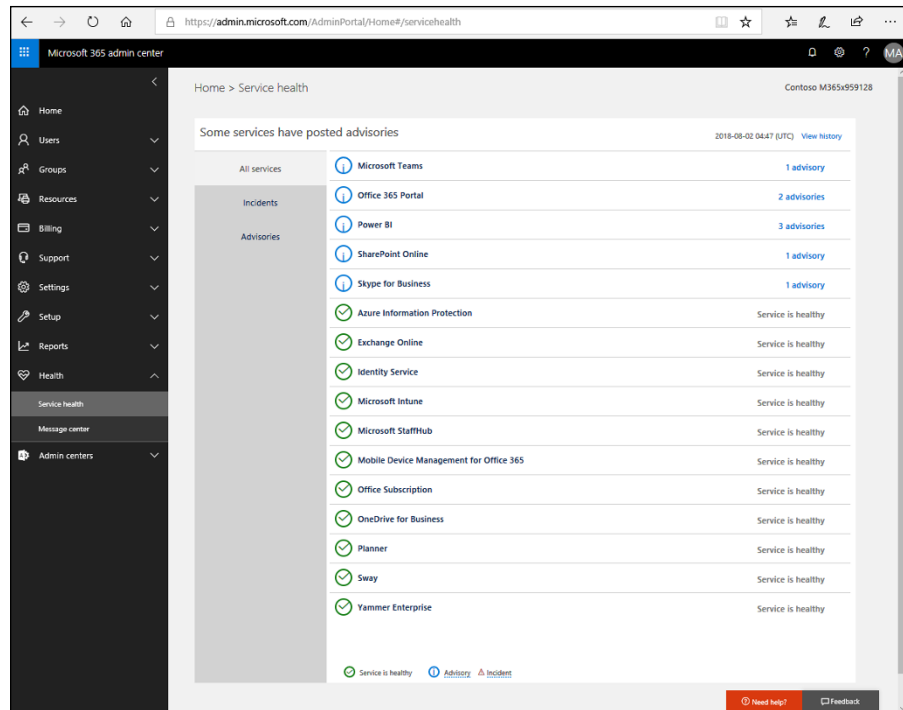 https://admin.microsoft.com/AdminPortal/Home#/servicehealth
Microsoft 365 admin center
?
MA
Home > Service health
Contoso M365x959128
Home
Users
Groups
Resources
Billing
Support
Settings
Setup
Reports
Health
Service health
Message center
Admin centers
Some services have posted advisories
2018-08-02 04:47 (UTC) View history
All services
Incidents
Advisories
Microsoft Teams 1 advisory
Office 365 Portal 2 advisories
Power BI 3 advisories
SharePoint Online 1 advisory
Skype for Business 1 advisory
Azure Information Protection Service is healthy
Exchange Online Service is healthy
Identity Service Service is healthy
Microsoft Intune Service is healthy
Microsoft StaffHub Service is healthy
Mobile Device Management for Office 365 Service is healthy
Office Subscription Service is healthy
OneDrive for Business Service is healthy
Planner Service is healthy
Sway Service is healthy
Yammer Enterprise Service is healthy
Service is healthy Advisory Incident
Need help? Feedback